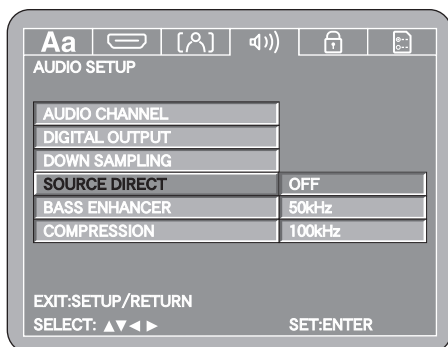 Aa
AUDIO SETUP
AUDIO CHANNEL
DIGITAL OUTPUT
DOWN SAMPLING
SOURCE DIRECT OFF
BASS ENHANCER 50kHz
COMPRESSION 100kHz
EXIT:SETUP/RETURN
SELECT: ▲▼◄ ► SET:ENTER